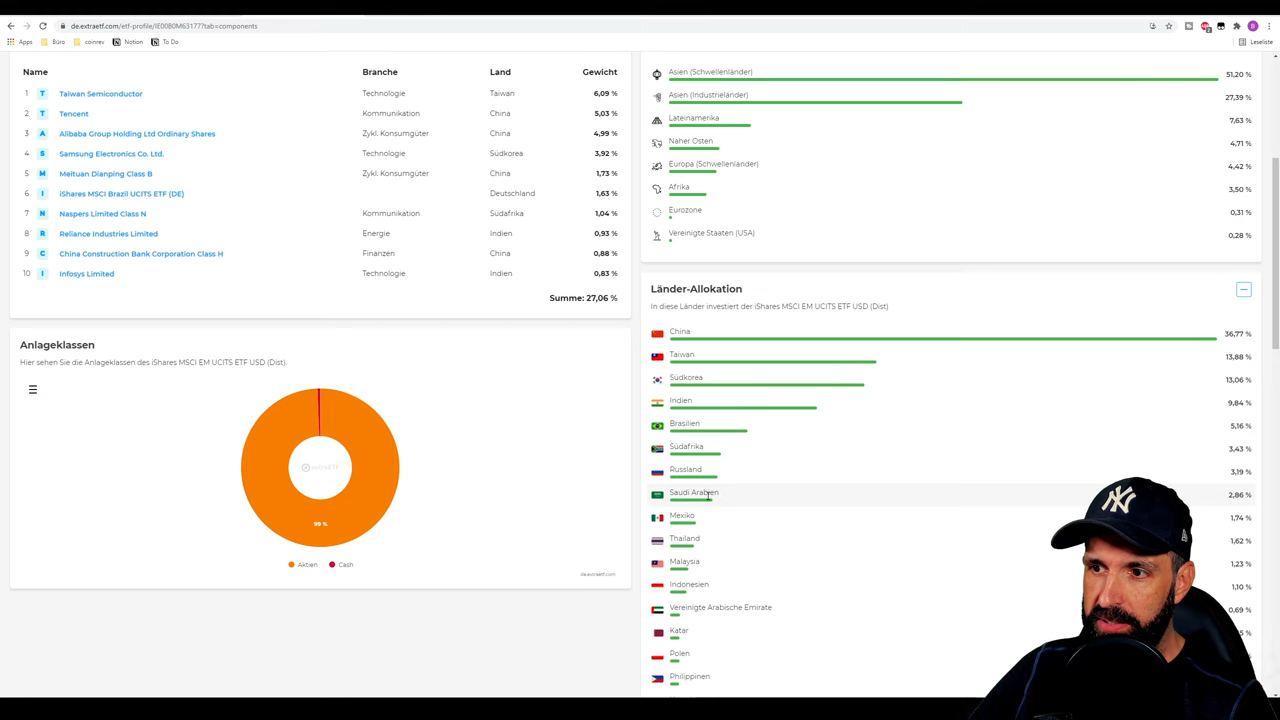 de.extraetf.com/etf-profile/IE00B0M63177?tab=components
Apps Büro coinrev Notion To Do Leseliste
Name Branche Land Gewicht
1 T Taiwan Semiconductor Technologie Taiwan 6,09 %
2 T Tencent Kommunikation China 5,03 %
3 A Alibaba Group Holding Ltd Ordinary Shares Zykl. Konsumgüter China 4,99 %
4 S Samsung Electronics Co. Ltd. Technologie Südkorea 3,92 %
5 M Meituan Dianping Class B Zykl. Konsumgüter China 1,73 %
6 I iShares MSCI Brazil UCITS ETF (DE) Deutschland 1,63 %
7 N Naspers Limited Class N Kommunikation Südafrika 1,04 %
8 R Reliance Industries Limited Energie Indien 0,93 %
9 C China Construction Bank Corporation Class H Finanzen China 0,88 %
10 I Infosys Limited Technologie Indien 0,83 %
Summe: 27,06 %
Anlageklassen
Hier sehen Sie die Anlageklassen des iShares MSCI EM UCITS ETF USD (Dist).
extraETF
99 %
Aktien Cash
de.extraetf.com
Asien (Schwellenländer) 51,20 %
Asien (Industrieländer) 27,39 %
Lateinamerika 7,63 %
Naher Osten 4,71 %
Europa (Schwellenländer) 4,42 %
Afrika 3,50 %
Eurozone 0,31 %
Vereinigte Staaten (USA) 0,28 %
Länder-Allokation
In diese Länder investiert der iShares MSCI EM UCITS ETF USD (Dist)
China 36,77 %
Taiwan 13,88 %
Südkorea 13,06 %
Indien 9,84 %
Brasilien 5,16 %
Südafrika 3,43 %
Russland 3,19 %
Saudi Arabien 2,86 %
Mexiko 1,74 %
Thailand 1,62 %
Malaysia 1,23 %
Indonesien 1,10 %
Vereinigte Arabische Emirate 0,69 %
Katar
Polen
Philippinen
NY